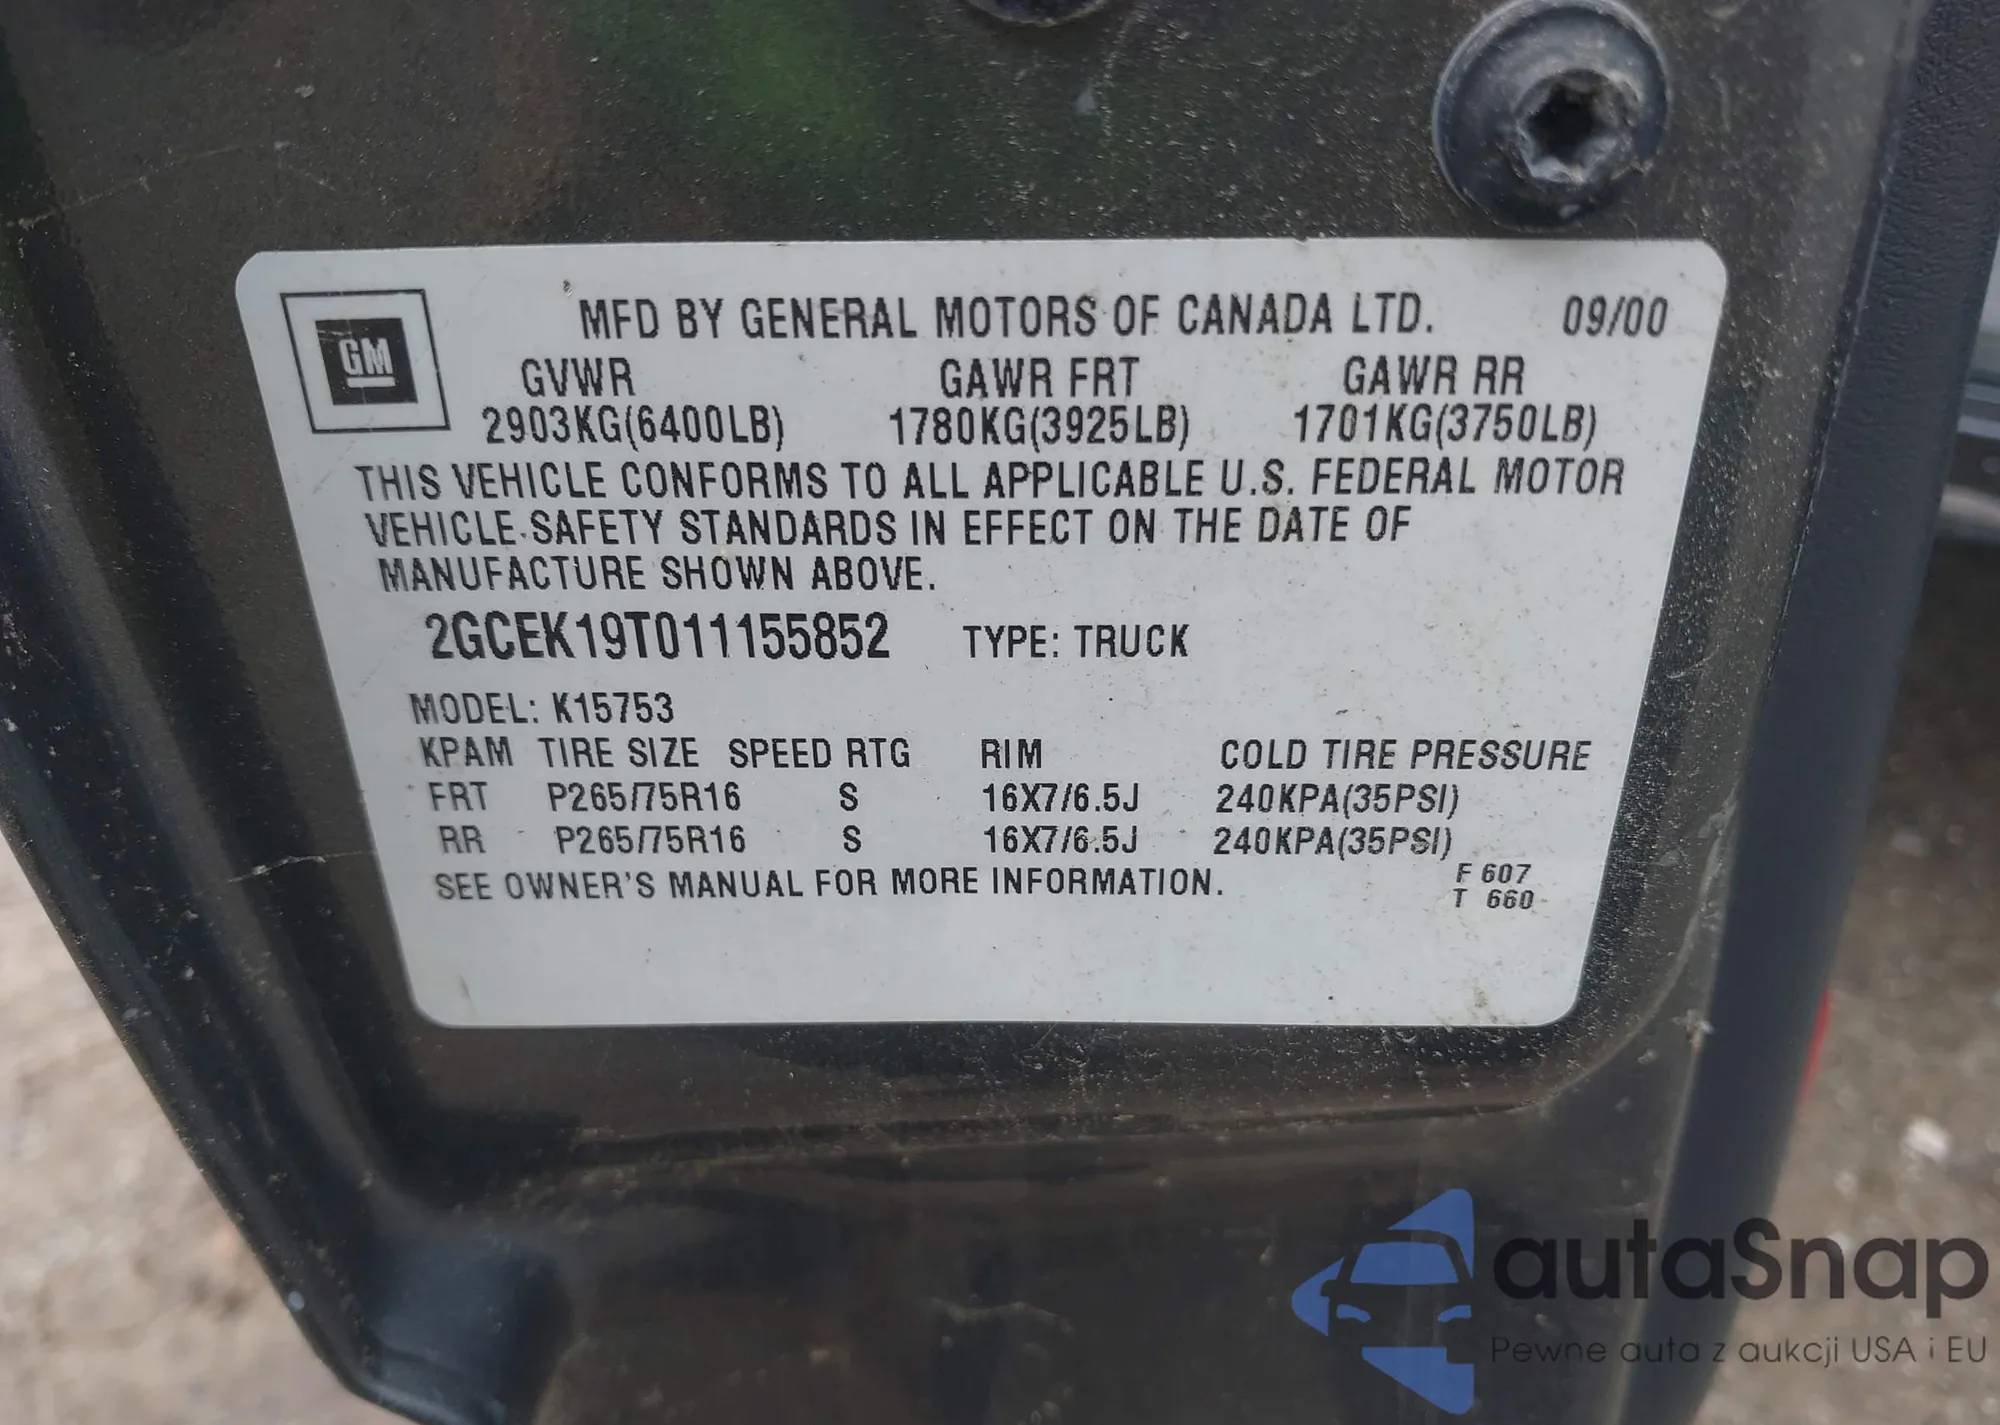 GM
MFD BY GENERAL MOTORS OF CANADA LTD. 09/00
GVWR GAWR FRT GAWR RR
2903KG(6400LB) 1780KG(3925LB) 1701KG(3750LB)
THIS VEHICLE CONFORMS TO ALL APPLICABLE U.S. FEDERAL MOTOR
VEHICLE SAFETY STANDARDS IN EFFECT ON THE DATE OF
MANUFACTURE SHOWN ABOVE.
2GCEK19T011155852 TYPE: TRUCK
MODEL: K15753
KPAM TIRE SIZE SPEED RTG RIM COLD TIRE PRESSURE
FRT P265/75R16 S 16X7/6.5J 240KPA(35PSI)
RR P265/75R16 S 16X7/6.5J 240KPA(35PSI)
SEE OWNER'S MANUAL FOR MORE INFORMATION. F 607
T 660
autaSnap
Pewne auta z aukcji USA i EU